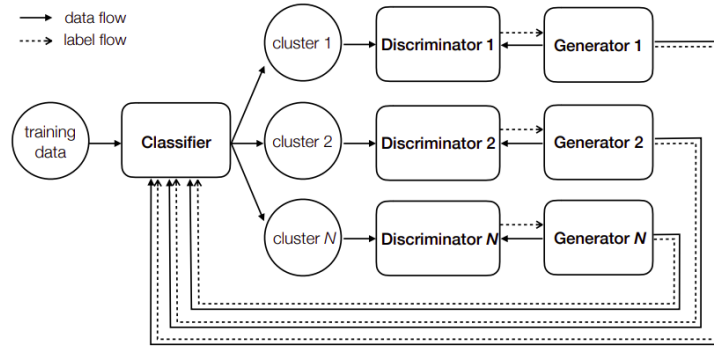 data flow
label flow
cluster 1
Discriminator 1
Generator 1
training
data
Classifier
cluster 2
Discriminator 2
Generator 2
cluster N
Discriminator N
Generator N